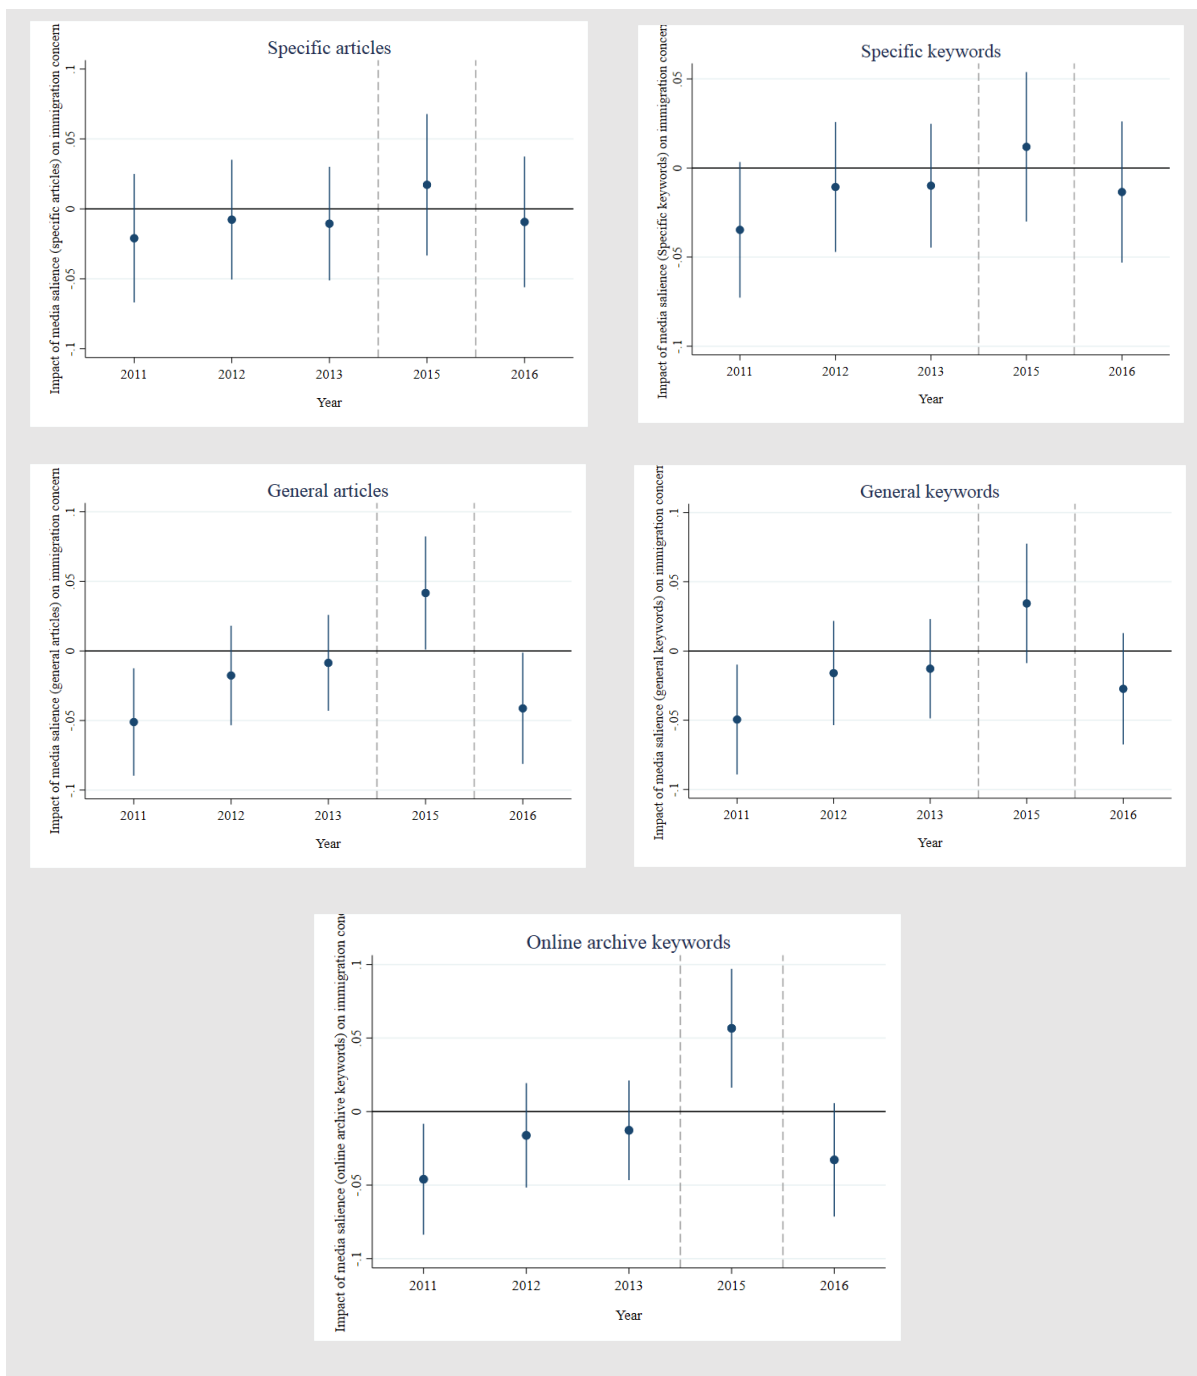 Specific articles
Impact of media salience (specific articles) on immigration concern
.1
.05
0
-.05
-.1
2011 2012 2013 2015 2016
Year
Specific keywords
Impact of media salience (Specific keywords) on immigration concern
.05
0
-.05
-.1
2011 2012 2013 2015 2016
Year
General articles
Impact of media salience (general articles) on immigration concern
.1
.05
0
-.05
-.1
2011 2012 2013 2015 2016
Year
General keywords
Impact of media salience (general keywords) on immigration concern
.1
.05
0
-.05
-.1
2011 2012 2013 2015 2016
Year
Online archive keywords
Impact of media salience (online archive keywords) on immigration con
.1
.05
0
-.05
-.1
2011 2012 2013 2015 2016
Year